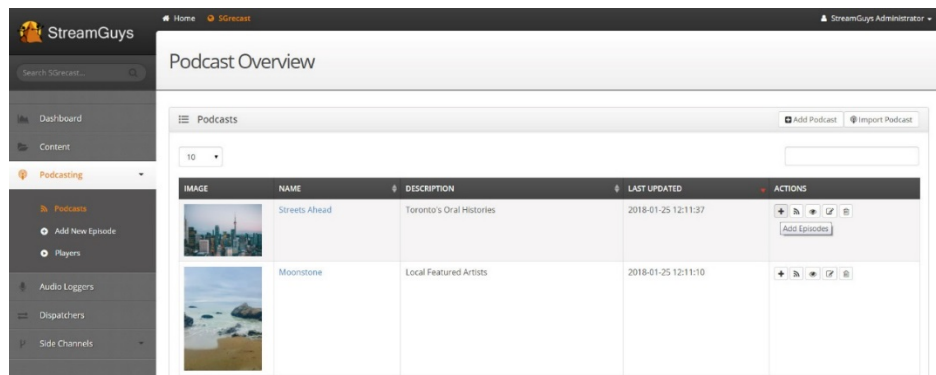 Home SGrecast StreamGuys Administrator
StreamGuys
Search SGrecast...
Podcast Overview
Dashboard
Content
Podcasting
Podcasts
Add New Episode
Players
Audio Loggers
Dispatchers
Side Channels
Podcasts Add Podcast Import Podcast
10
IMAGE NAME DESCRIPTION LAST UPDATED ACTIONS
Streets Ahead Toronto's Oral Histories 2018-01-25 12:11:37
Add Episodes
Moonstone Local Featured Artists 2018-01-25 12:11:10